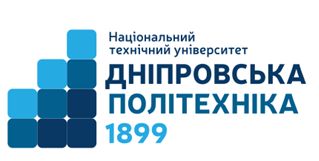 Національний
технічний університет
ДНІПРОВСЬКА
ПОЛІТЕХНІКА
1899